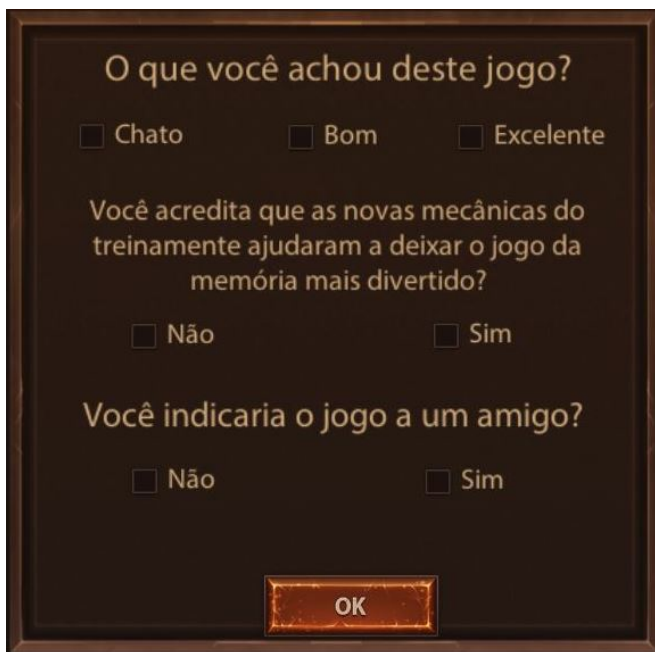 O que você achou deste jogo?
Chato Bom Excelente
Você acredita que as novas mecânicas do
treinamente ajudaram a deixar o jogo da
memória mais divertido?
Não Sim
Você indicaria o jogo a um amigo?
Não Sim
OK